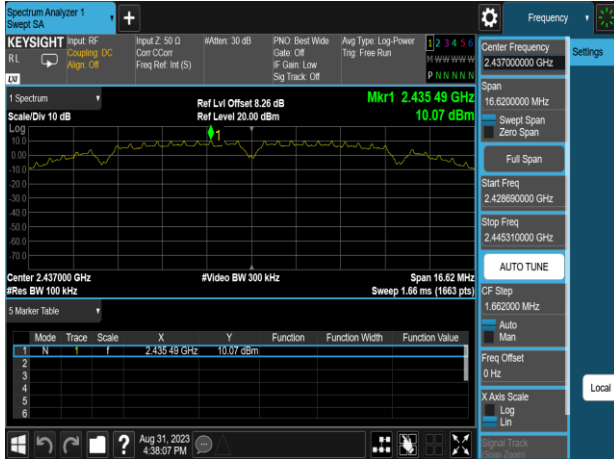 Spectrum Analyzer 1
Swept SA
Frequency
KEYSIGHT
RL
Input: RF
Coupling: DC
Align: Off
Input Z: 50 Ω
Corr CCorr
Freq Ref: Int (S)
#Atten: 30 dB
PNO: Best Wide
Gate: Off
IF Gain: Low
Sig Track: Off
Avg Type: Log-Power
Trig: Free Run
1 2 3 4 5 6
M W W W W W
P N N N N N
LXI
1 Spectrum
Scale/Div 10 dB
Log
Ref Lvl Offset 8.26 dB
Ref Level 20.00 dBm
Mkr1 2.435 49 GHz
10.07 dBm
1
10.0
0.00
-10.0
-20.0
-30.0
-40.0
-50.0
-60.0
-70.0
Center 2.437000 GHz
#Res BW 100 kHz
#Video BW 300 kHz
Span 16.62 MHz
Sweep 1.66 ms (1663 pts)
5 Marker Table
Mode Trace Scale X Y Function Function Width Function Value
1 N 1 f 2.435 49 GHz 10.07 dBm
2
3
4
5
6
Aug 31, 2023
4:38:07 PM
Center Frequency
2.437000000 GHz
Settings
Span
16.6200000 MHz
Swept Span
Zero Span
Full Span
Start Freq
2.428690000 GHz
Stop Freq
2.445310000 GHz
AUTO TUNE
CF Step
1.662000 MHz
Auto
Man
Freq Offset
0 Hz
X Axis Scale
Log
Lin
Local
Signal Track
(Span Zoom)